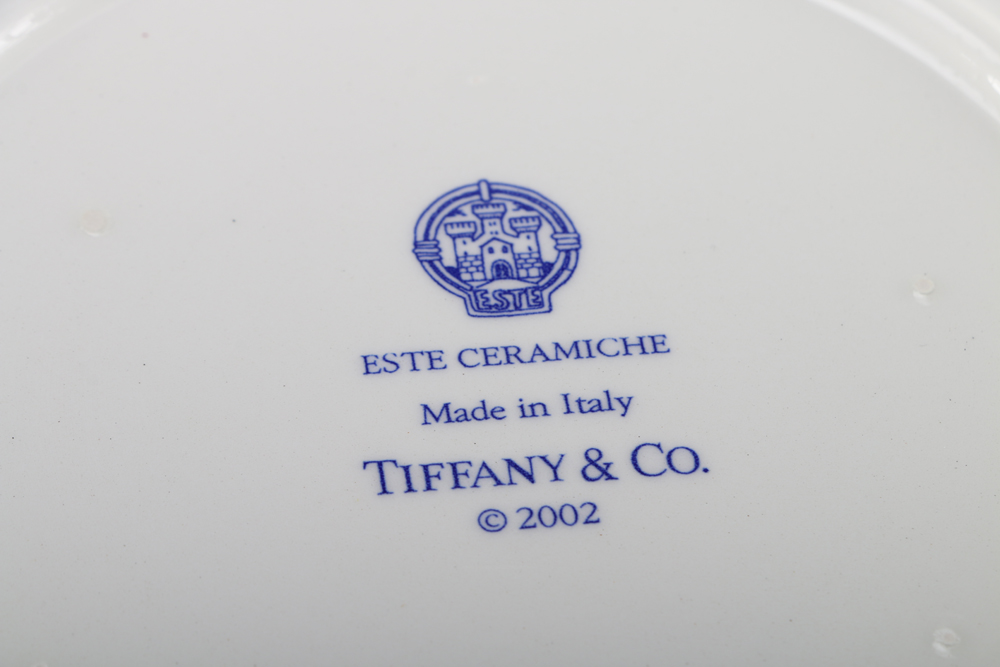 ESTE
ESTE CERAMICHE
Made in Italy
TIFFANY & CO.
© 2002